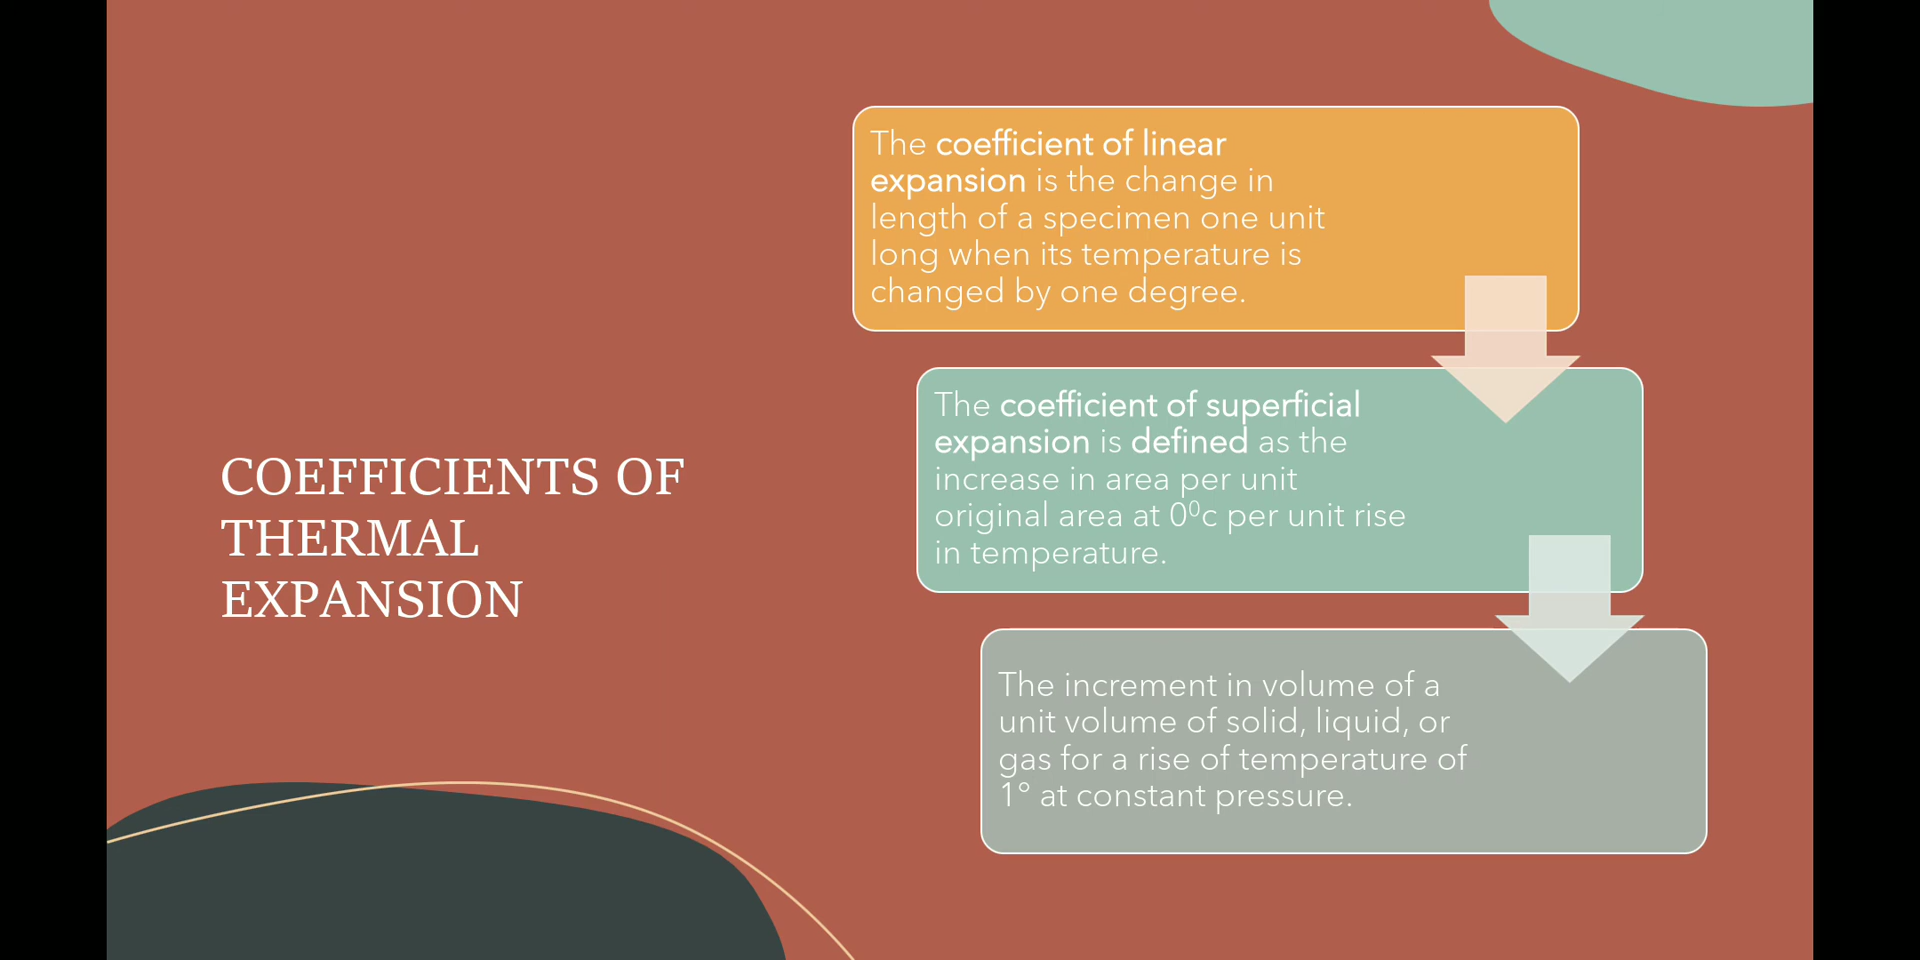 COEFFICIENTS OF
THERMAL
EXPANSION
The coefficient of linear
expansion is the change in
length of a specimen one unit
long when its temperature is
changed by one degree.
The coefficient of superficial
expansion is defined as the
increase in area per unit
original area at 0⁰c per unit rise
in temperature.
The increment in volume of a
unit volume of solid, liquid, or
gas for a rise of temperature of
1° at constant pressure.